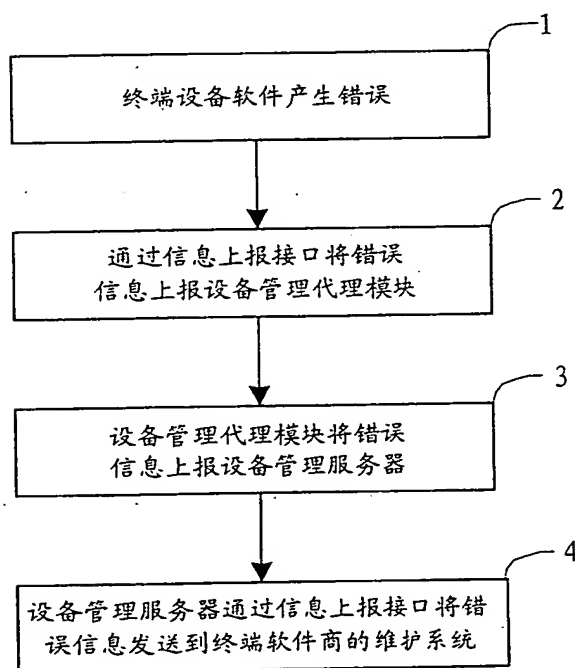 1
终端设备软件产生错误
2
通过信息上报接口将错误
信息上报设备管理代理模块
3
设备管理代理模块将错误
信息上报设备管理服务器
4
设备管理服务器通过信息上报接口将错
误信息发送到终端软件商的维护系统